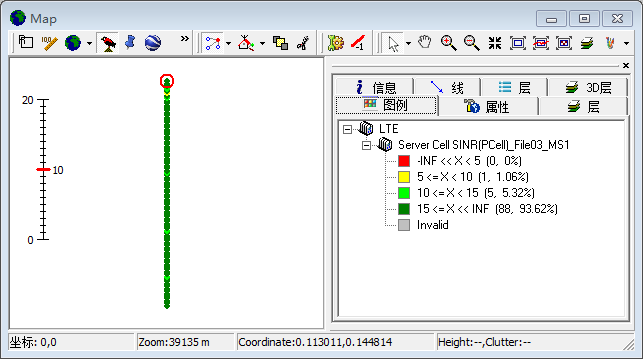 Map
100.
-1
»
20
10
0
信息
线
层
3D层
图例
属性
层
LTE
Server Cell SINR(PCell)_File03_MS1
-INF << X < 5 (0, 0%)
5 <= X < 10 (1, 1.06%)
10 <= X < 15 (5, 5.32%)
15 <= X << INF (88, 93.62%)
Invalid
坐标: 0,0
Zoom:39135 m
Coordinate:0.113011,0.144814
Height:--,Clutter:--